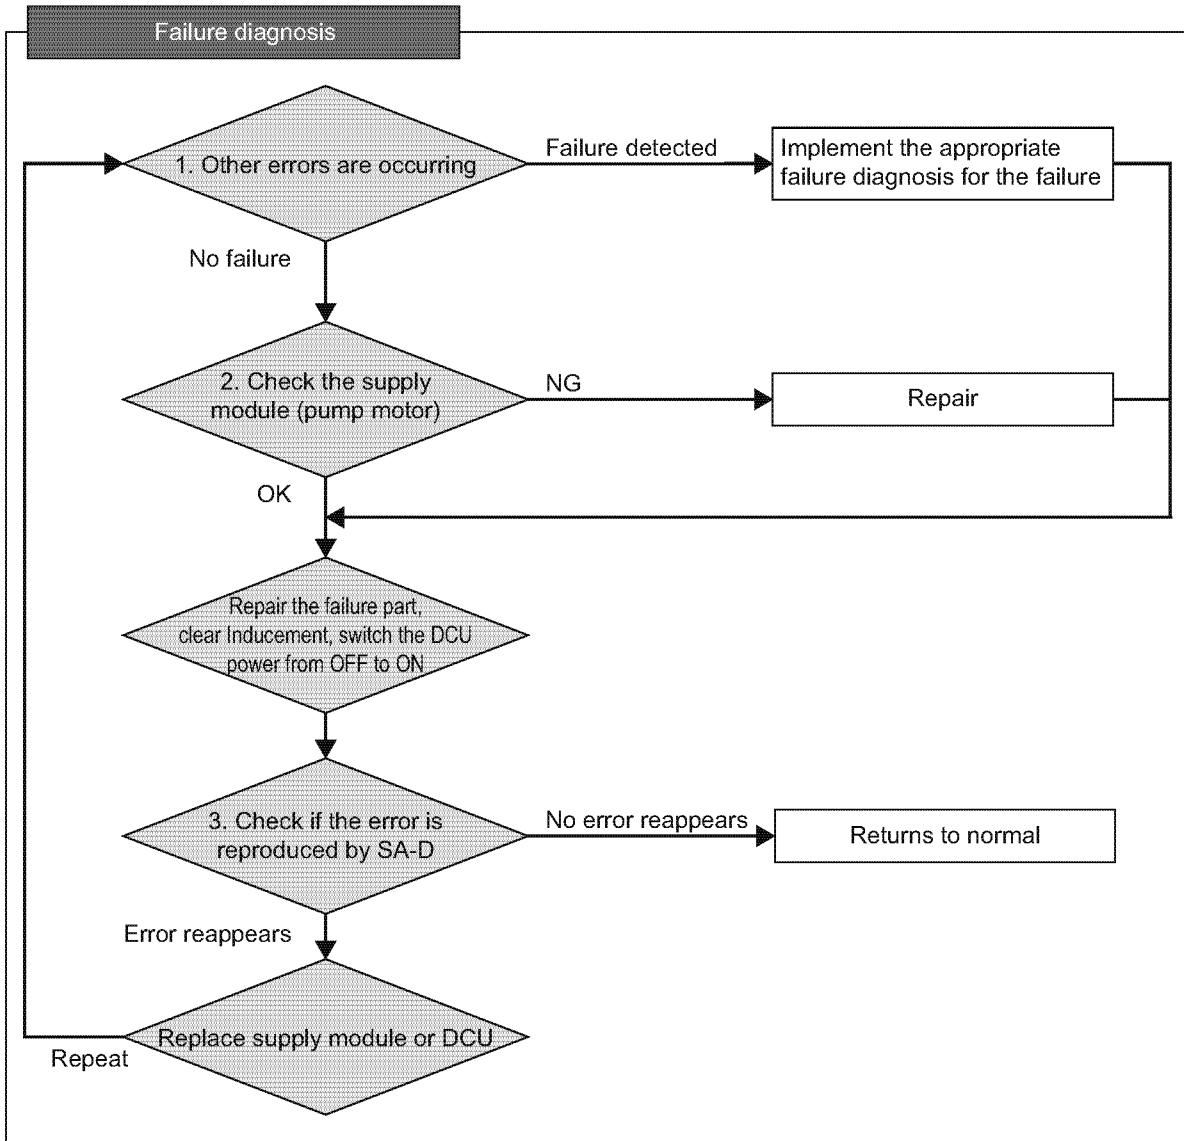 Failure diagnosis
1. Other errors are occurring
Failure detected
Implement the appropriate
failure diagnosis for the failure
No failure
2. Check the supply
module (pump motor)
NG
Repair
OK
Repair the failure part,
clear Inducement, switch the DCU
power from OFF to ON
3. Check if the error is
reproduced by SA-D
No error reappears
Returns to normal
Error reappears
Replace supply module or DCU
Repeat